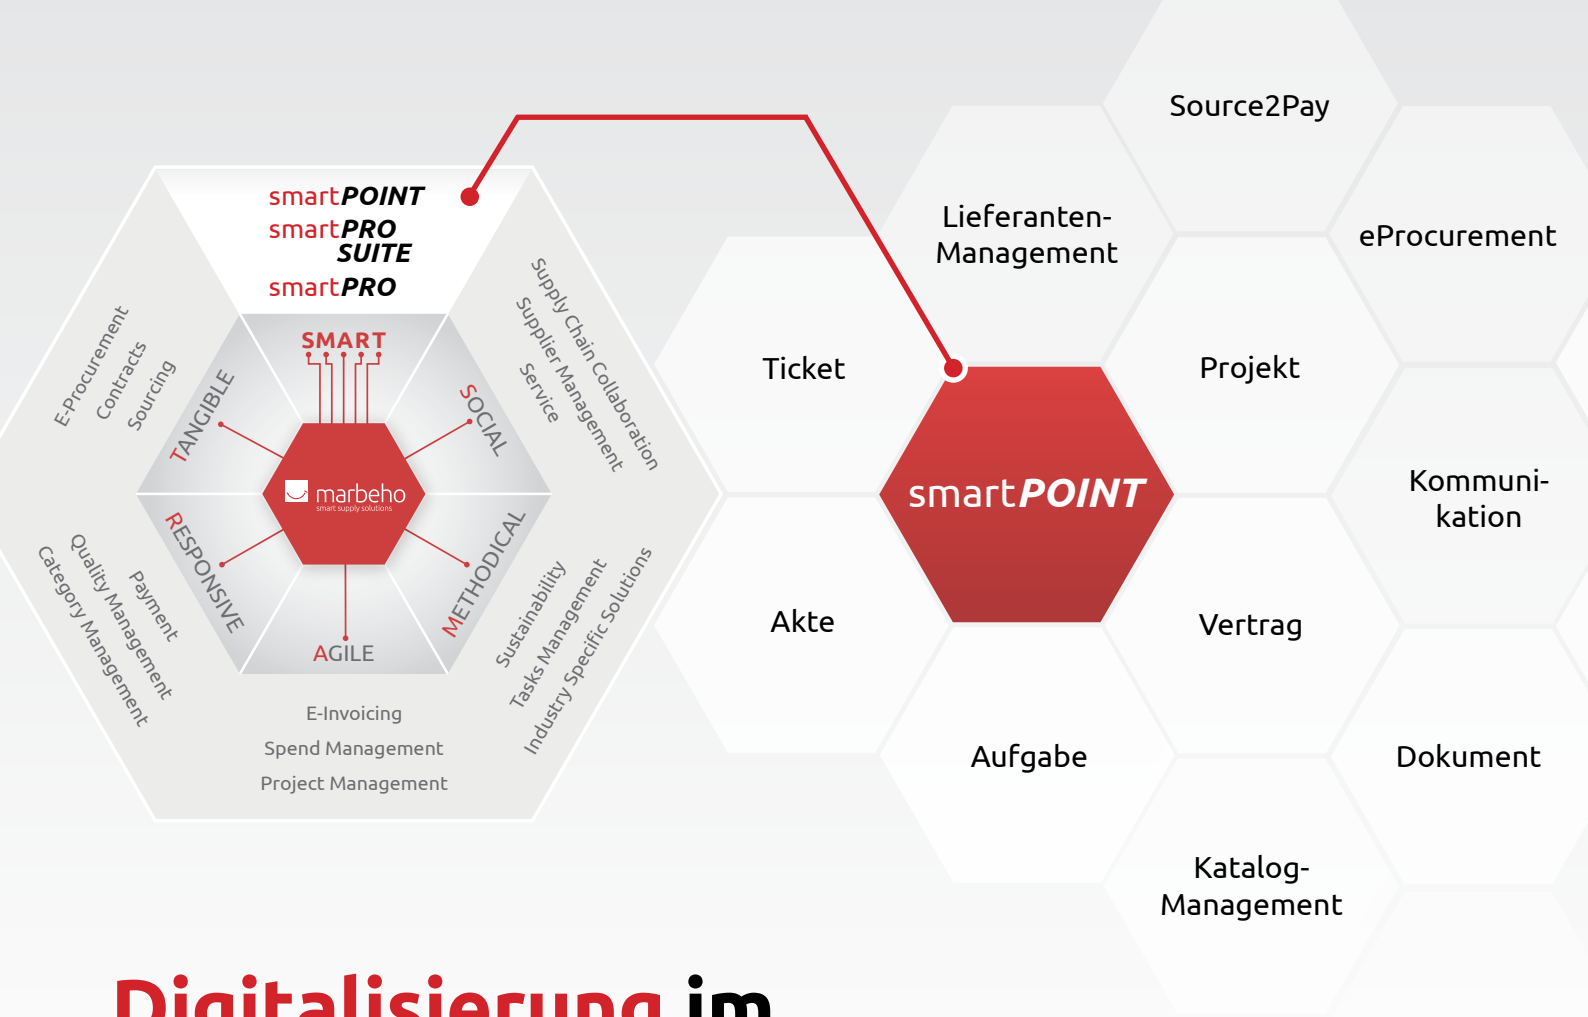 smartPOINT
smartPRO
SUITE
smartPRO
SMART
TANGIBLE
SOCIAL
RESPONSIVE
METHODICAL
AGILE
marbeho
smart supply solutions
E-Procurement
Contracts
Sourcing
Supply Chain Collaboration
Supplier Management
Service
Payment
Quality Management
Category Management
Sustainability
Tasks Management
Industry Specific Solutions
E-Invoicing
Spend Management
Project Management
Source2Pay
Lieferanten-
Management
eProcurement
Ticket
Projekt
smartPOINT
Kommuni-
kation
Akte
Vertrag
Aufgabe
Dokument
Katalog-
Management
Digitalisierung im